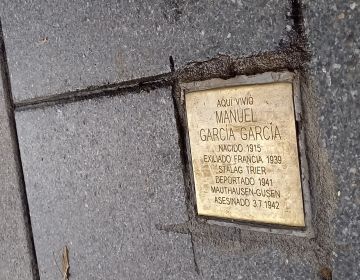 AQUÍ VIVIÓ
MANUEL
GARCÍA GARCÍA
NACIDO 1915
EXILIADO FRANCIA 1939
STALAG TRIER
DEPORTADO 1941
MAUTHAUSEN-GUSEN
ASESINADO 3.7.1942